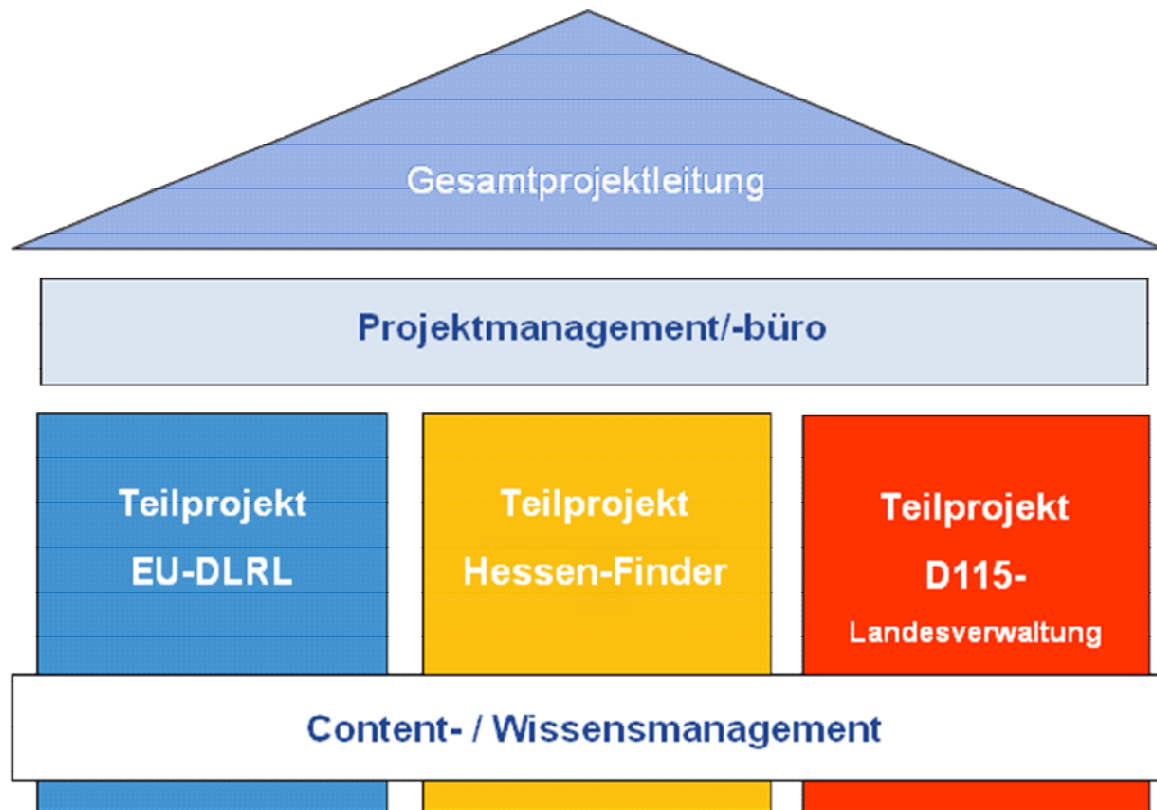 Gesamtprojektleitung
Projektmanagement/-büro
Teilprojekt
EU-DLRL
Teilprojekt
Hessen-Finder
Teilprojekt
D115-
Landesverwaltung
Content- / Wissensmanagement